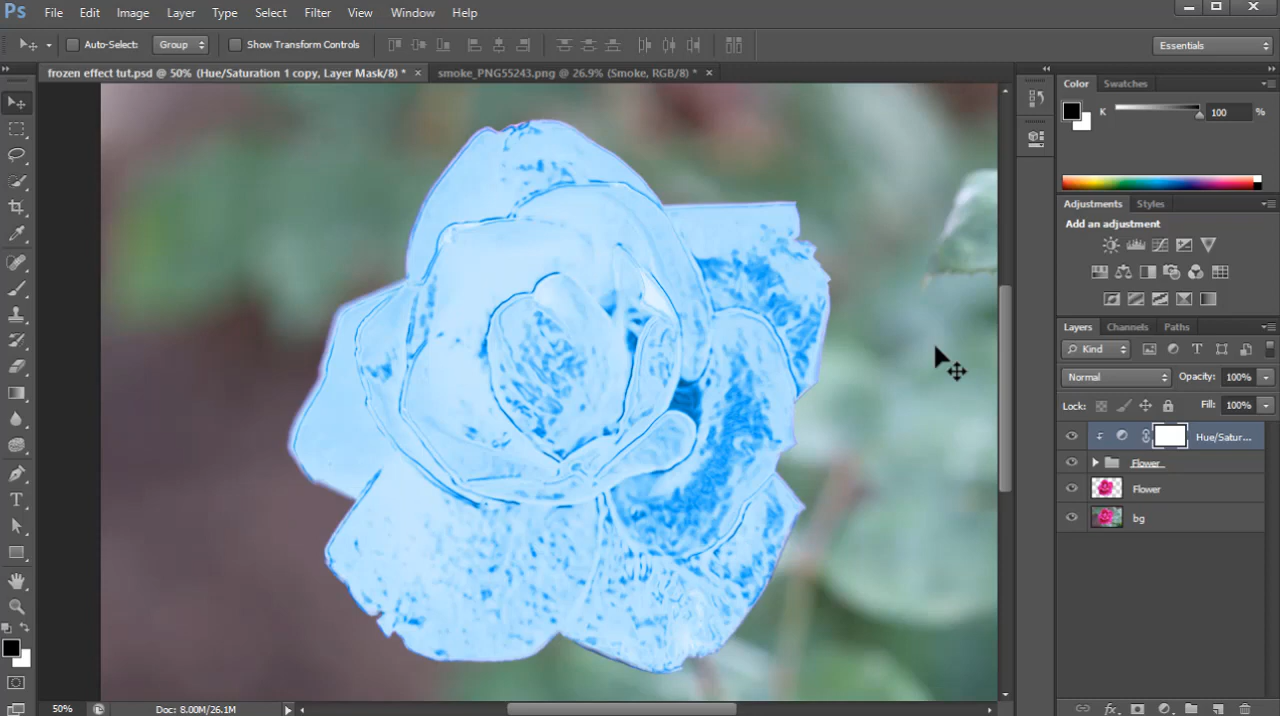 Ps File Edit Image Layer Type Select Filter View Window Help
Auto-Select: Group Show Transform Controls Essentials
frozen effect tut.psd @ 50% (Hue/Saturation 1 copy, Layer Mask/8) * × smoke_PNG55243.png @ 26.9% (Smoke, RGB/8) * ×
Color Swatches
K 100 %
Adjustments Styles
Add an adjustment
Layers Channels Paths
Kind
Normal Opacity: 100%
Lock: Fill: 100%
Hue/Satur...
Flower
Flower
bg
50% Doc: 8.00M/26.1M